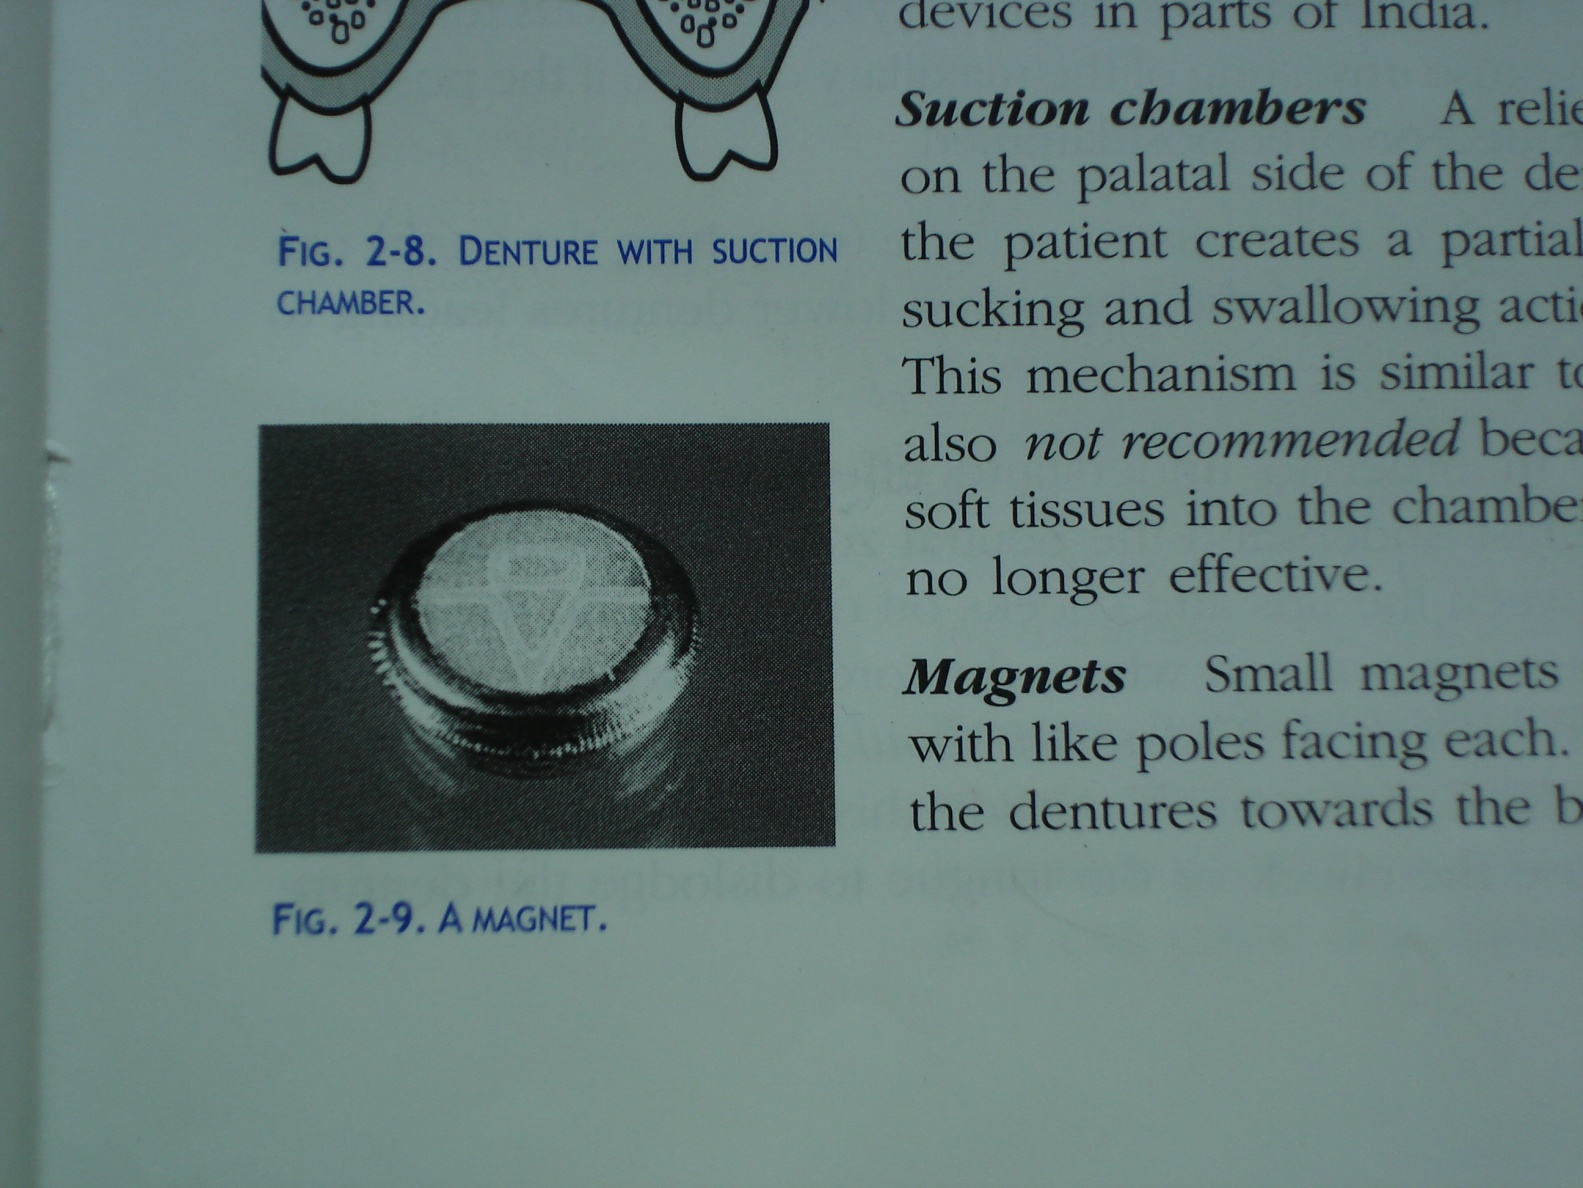 FIG. 2-8. DENTURE WITH SUCTION
CHAMBER.
FIG. 2-9. A MAGNET.
devices in parts of India.
Suction chambers A relie
on the palatal side of the de
the patient creates a partial
sucking and swallowing acti
This mechanism is similar to
also not recommended beca
soft tissues into the chamber
no longer effective.
Magnets Small magnets
with like poles facing each.
the dentures towards the b